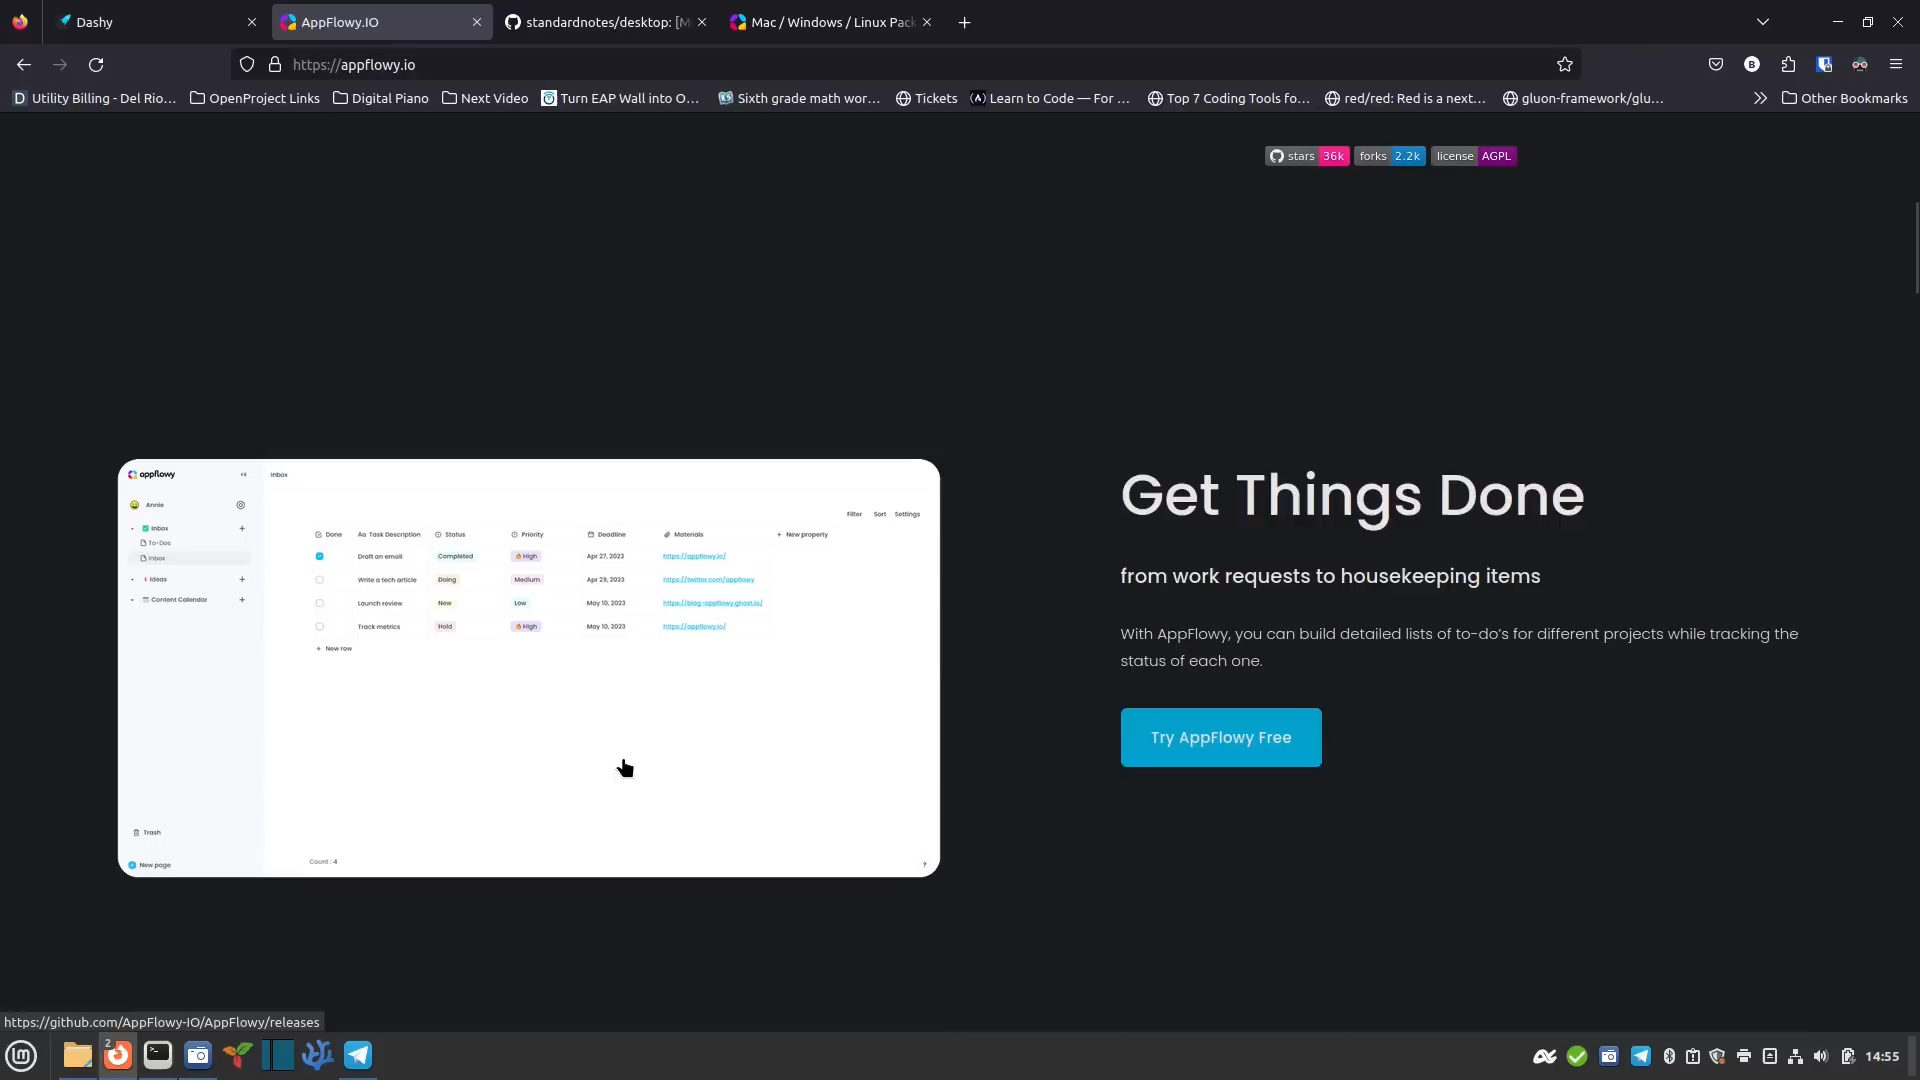 Dashy
AppFlowy.IO
standardnotes/desktop: [M
Mac / Windows / Linux Pack
https://appflowy.io
Utility Billing - Del Rio...
OpenProject Links
Digital Piano
Next Video
Turn EAP Wall into O...
Sixth grade math wor...
Tickets
Learn to Code — For ...
Top 7 Coding Tools fo...
red/red: Red is a next...
gluon-framework/glu...
Other Bookmarks
stars 36k forks 2.2k license AGPL
appflowy
Annie
Inbox
To-Dos
Inbox
Ideas
Content Calendar
Trash
New page
Inbox
Filter Sort Settings
Done Aa Task Description Status Priority Deadline Materials + New property
Draft an email Completed High Apr 27, 2023 https://appflowy.io/
Write a tech article Doing Medium Apr 29, 2023 https://twitter.com/appflowy
Launch review New Low May 10, 2023 https://blog-appflowy.ghost.io/
Track metrics Hold High May 10, 2023 https://appflowy.io/
+ New row
Count : 4
?
Get Things Done
from work requests to housekeeping items
With AppFlowy, you can build detailed lists of to-do’s for different projects while tracking the
status of each one.
Try AppFlowy Free
https://github.com/AppFlowy-IO/AppFlowy/releases
2
14:55